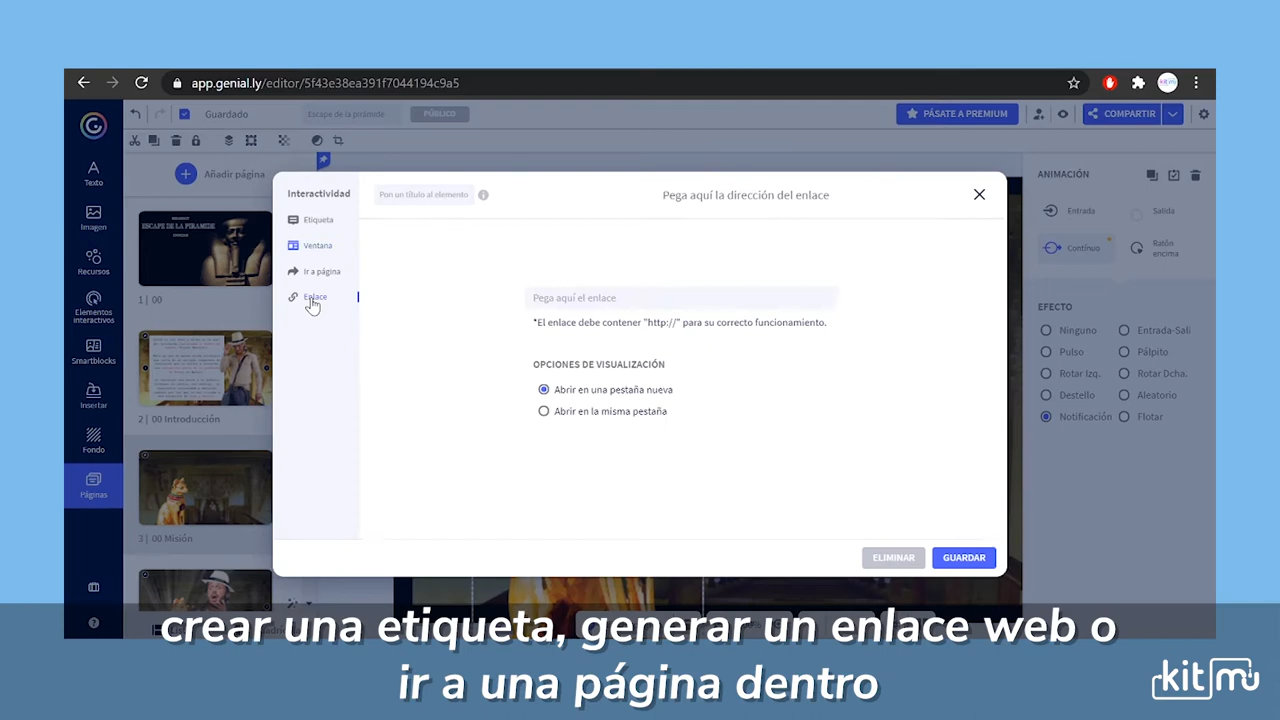 app.genial.ly/editor/5f43e38ea391f7044194c9a5
Guardado
Escape de la pirámide
PÚBLICO
PÁSATE A PREMIUM
COMPARTIR
Texto
Imagen
Recursos
Elementos
interactivos
Smartblocks
Insertar
Fondo
Páginas
Añadir página
ESCAPE DE LA PIRAMIDE
1 | 00
2 | 00 Introducción
3 | 00 Misión
Interactividad
Etiqueta
Ventana
Ir a página
Enlace
Pon un título al elemento
Pega aquí la dirección del enlace
Pega aquí el enlace
*El enlace debe contener "http://" para su correcto funcionamiento.
OPCIONES DE VISUALIZACIÓN
Abrir en una pestaña nueva
Abrir en la misma pestaña
ELIMINAR
GUARDAR
ANIMACIÓN
Entrada
Salida
Continuo
Ratón
encima
EFECTO
Ninguno
Entrada-Sali
Pulso
Pálpito
Rotar Izq.
Rotar Dcha.
Destello
Aleatorio
Notificación
Flotar
crear una etiqueta, generar un enlace web o
ir a una página dentro
kit mu